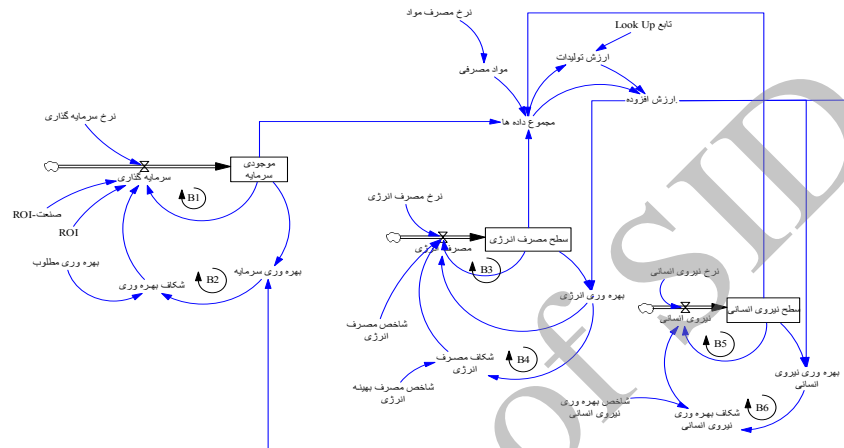 نرخ مصرف مواد
تابع Look Up
مواد مصرفی
ارزش تولیدات
ارزش افزوده
مجموع داده ها
نرخ سرمایه گذاری
سرمایه گذاری
موجودی
سرمایه
B1
ROI-صنعت
ROI
بهره وری مطلوب
شکاف بهره وری
B2
بهره وری سرمایه
نرخ مصرف انرژی
مصرف انرژی
سطح مصرف انرژی
B3
بهره وری انرژی
شاخص مصرف
انرژی
شکاف مصرف
انرژی
B4
شاخص مصرف بهینه
انرژی
نرخ نیروی انسانی
نیروی انسانی
سطح نیروی انسانی
B5
بهره وری نیروی
انسانی
شاخص بهره وری
نیروی انسانی
شکاف بهره وری
نیروی انسانی
B6
of SID